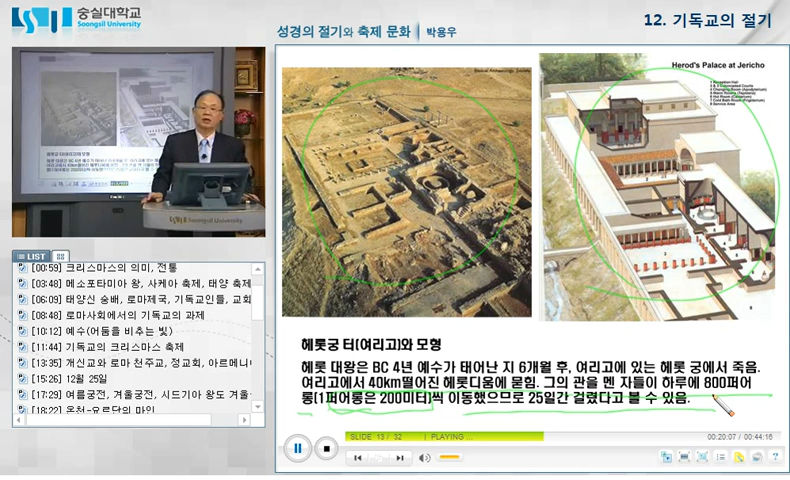 숭실대학교
Soongsil University
성경의 절기와 축제 문화 | 박용우
12. 기독교의 절기
Herod's Palace at Jericho
1 Reception Hall
헤롯궁 터(여리고)와 모형
헤롯 대왕은 BC 4년 예수가 태어난 지 6개월 후, 여리고에 있는 헤롯 궁에서 죽음.
여리고에서 40km떨어진 헤롯디움에 묻힘. 그의 관을 멘 자들이 하루에 800퍼어
롱(1퍼어롱은 200미터)씩 이동했으므로 25일간 걸렸다고 볼 수 있음.
Soongsil University
LIST
[00:59] 크리스마스의 의미, 전통
[03:48] 메소포타미아 왕, 사케아 축제, 태양 축제
[06:09] 태양신 숭배, 로마제국, 기독교인들, 교회
[08:48] 로마사회에서의 기독교의 과제
[10:12] 예수(어둠을 비추는 빛)
[11:44] 기독교의 크리스마스 축제
[13:35] 개신교와 로마 천주교, 정교회, 아르메니
[15:26] 12월 25일
[17:29] 여름궁전, 겨울궁전, 시드기야 왕도 겨울
[18:22] 온천-요르단의 마인
SLIDE 13 / 32 | PLAYING ...
00:20:07 / 00:44:16